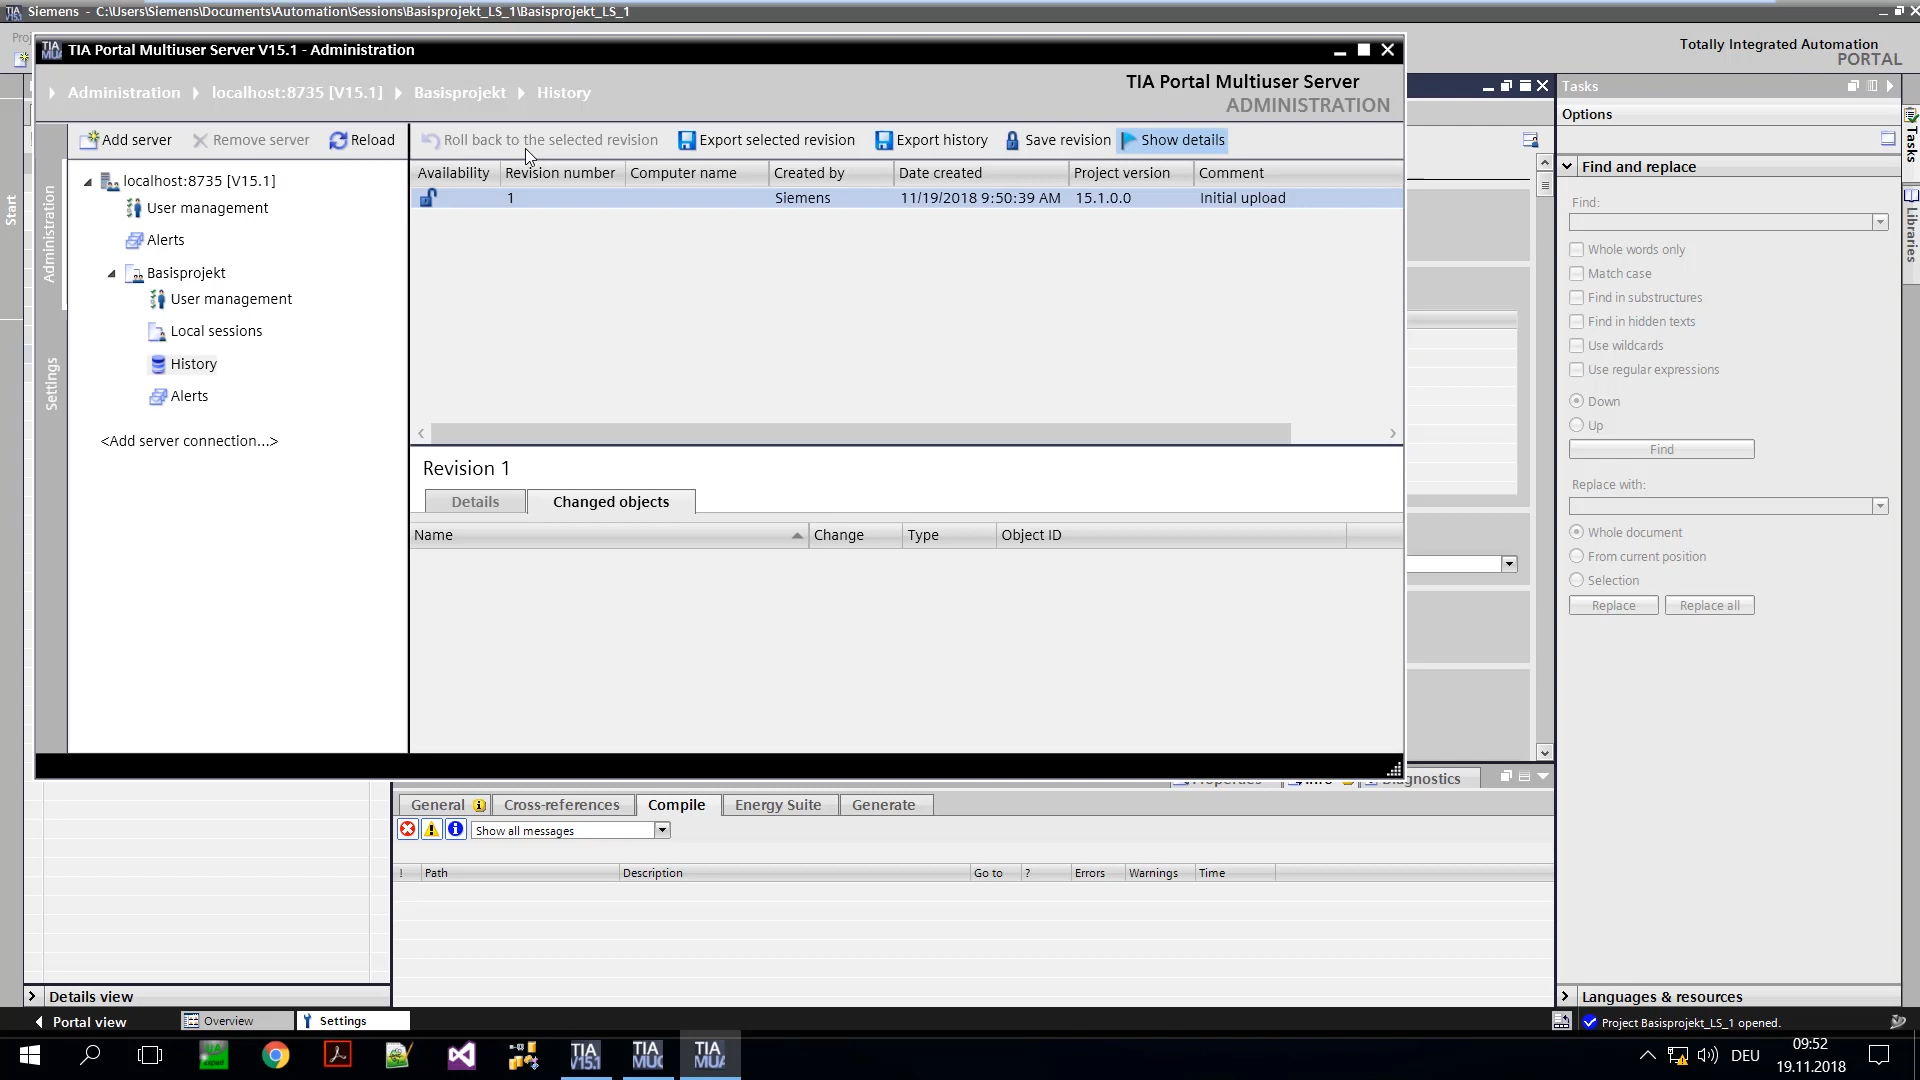 Siemens - C:\Users\Siemens\Documents\Automation\Sessions\Basisprojekt_LS_1\Basisprojekt_LS_1
Totally Integrated Automation
PORTAL
TIA Portal Multiuser Server V15.1 - Administration
Administration
localhost:8735 [V15.1]
Basisprojekt
History
TIA Portal Multiuser Server
ADMINISTRATION
Start
Administration
Settings
Add server
Remove server
Reload
localhost:8735 [V15.1]
User management
Alerts
Basisprojekt
User management
Local sessions
History
Alerts
<Add server connection...>
Roll back to the selected revision
Export selected revision
Export history
Save revision
Show details
Availability Revision number Computer name Created by Date created Project version Comment
1 Siemens 11/19/2018 9:50:39 AM 15.1.0.0 Initial upload
Revision 1
Details
Changed objects
Name Change Type Object ID
Tasks
Options
Find and replace
Find:
Whole words only
Match case
Find in substructures
Find in hidden texts
Use wildcards
Use regular expressions
Down
Up
Find
Replace with:
Whole document
From current position
Selection
Replace
Replace all
Languages & resources
Tasks
Libraries
General
Cross-references
Compile
Energy Suite
Generate
Show all messages
! Path Description Go to ? Errors Warnings Time
Details view
Portal view
Overview
Settings
Project Basisprojekt_LS_1 opened.
TIA
V15.1
TIA
MUC
TIA
MUA
DEU
09:52
19.11.2018